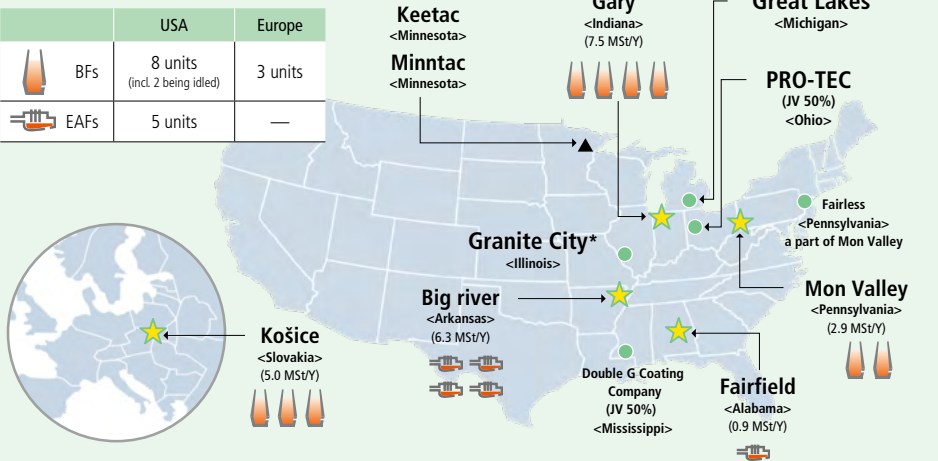 USA Europe
BFs 8 units (incl. 2 being idled) 3 units
EAFs 5 units —
Keetac
<Minnesota>
Minntac
<Minnesota>
Gary
<Indiana>
(7.5 MSt/Y)
Great Lakes
<Michigan>
PRO-TEC
(JV 50%)
<Ohio>
Fairless
<Pennsylvania>
a part of Mon Valley
Granite City*
<Illinois>
Big river
<Arkansas>
(6.3 MSt/Y)
Mon Valley
<Pennsylvania>
(2.9 MSt/Y)
Košice
<Slovakia>
(5.0 MSt/Y)
Double G Coating
Company
(JV 50%)
<Mississippi>
Fairfield
<Alabama>
(0.9 MSt/Y)